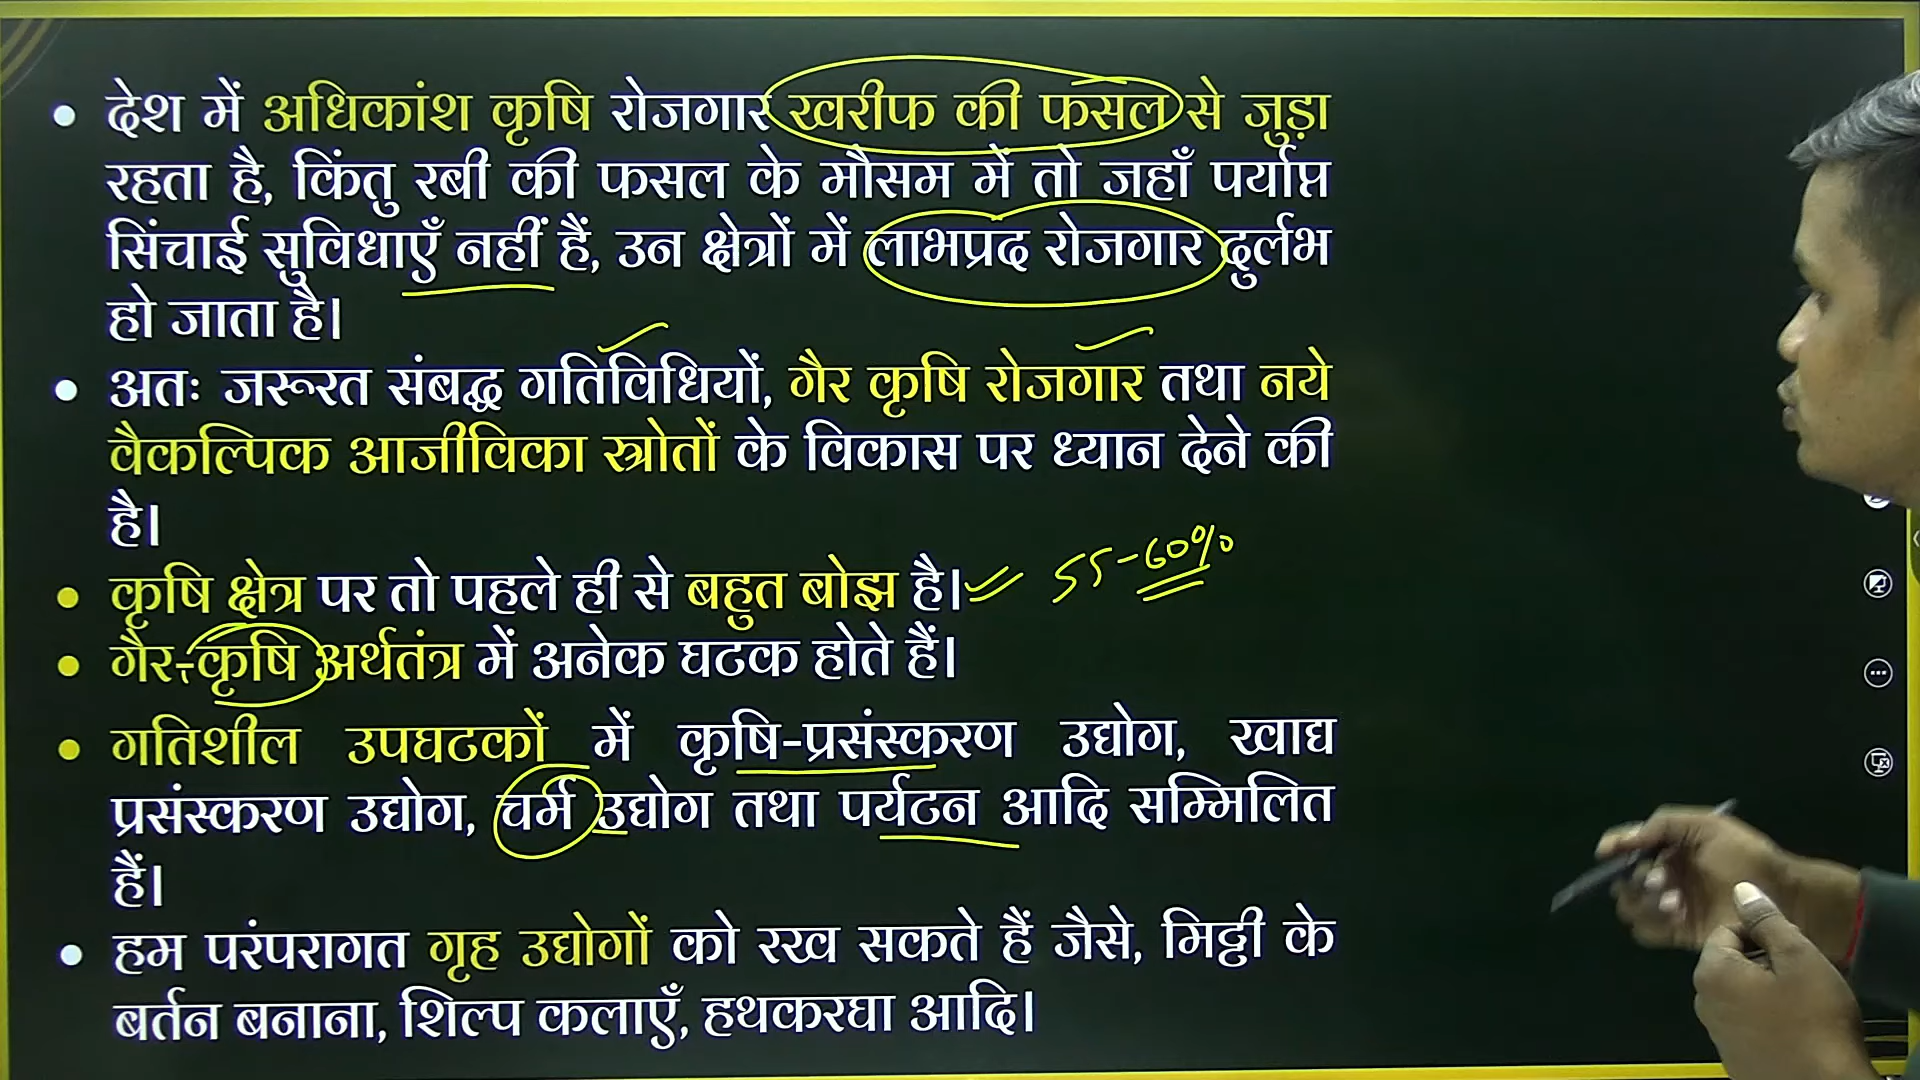 • देश में अधिकांश कृषि रोजगार खरीफ की फसल से जुड़ा
रहता है, किंतु रबी की फसल के मौसम में तो जहाँ पर्याप्त
सिंचाई सुविधाएँ नहीं हैं, उन क्षेत्रों में लाभप्रद रोजगार दुर्लभ
हो जाता है।
• अतः जरूरत संबद्ध गतिविधियों, गैर कृषि रोजगार तथा नये
वैकल्पिक आजीविका स्रोतों के विकास पर ध्यान देने की
है।
• कृषि क्षेत्र पर तो पहले ही से बहुत बोझ है। 55-60%
• गैर-कृषि अर्थतंत्र में अनेक घटक होते हैं।
• गतिशील उपघटकों में कृषि-प्रसंस्करण उद्योग, खाद्य
प्रसंस्करण उद्योग, चर्म उद्योग तथा पर्यटन आदि सम्मिलित
हैं।
• हम परंपरागत गृह उद्योगों को रख सकते हैं जैसे, मिट्टी के
बर्तन बनाना, शिल्प कलाएँ, हथकरघा आदि।